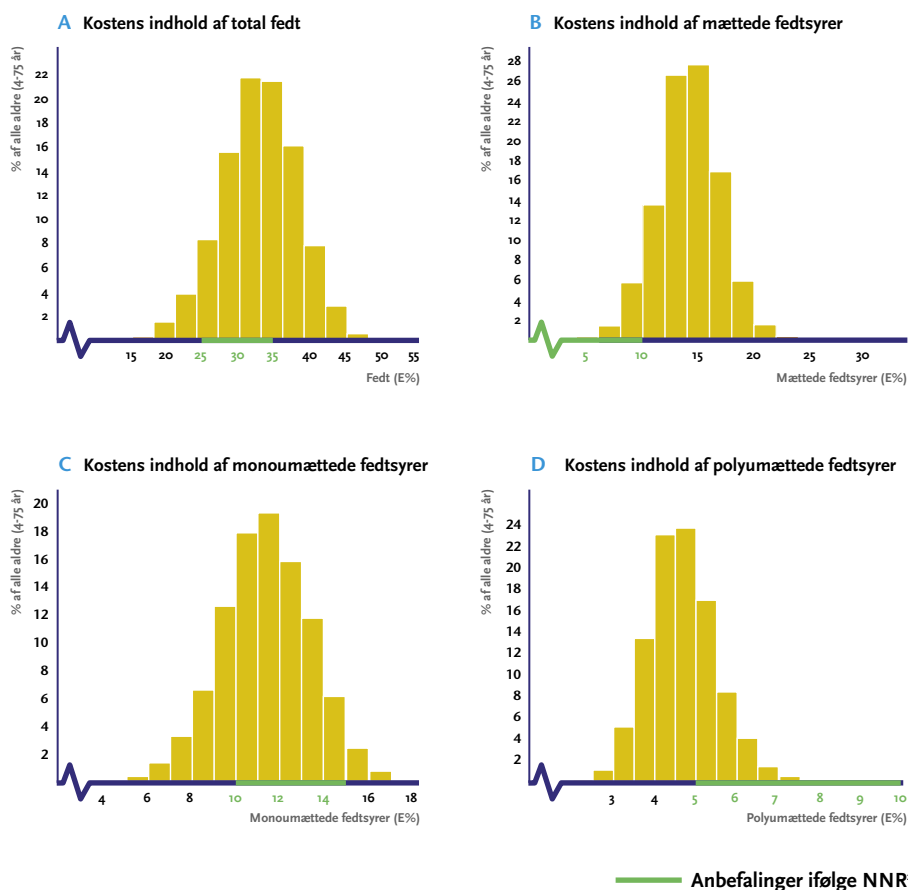 A Kostens indhold af total fedt
% af alle aldre (4-75 år)
22
20
18
16
14
12
10
8
6
4
2
15 20 25 30 35 40 45 50 55
Fedt (E%)
B Kostens indhold af mættede fedtsyrer
% af alle aldre (4-75 år)
28
26
24
22
20
18
16
14
12
10
8
6
4
2
5 10 15 20 25 30
Mættede fedtsyrer (E%)
C Kostens indhold af monoumættede fedtsyrer
% af alle aldre (4-75 år)
20
18
16
14
12
10
8
6
4
2
4 6 8 10 12 14 16 18
Monoumættede fedtsyrer (E%)
D Kostens indhold af polyumættede fedtsyrer
% af alle aldre (4-75 år)
24
22
20
18
16
14
12
10
8
6
4
2
3 4 5 6 7 8 9 10
Polyumættede fedtsyrer (E%)
Anbefalinger ifølge NNR